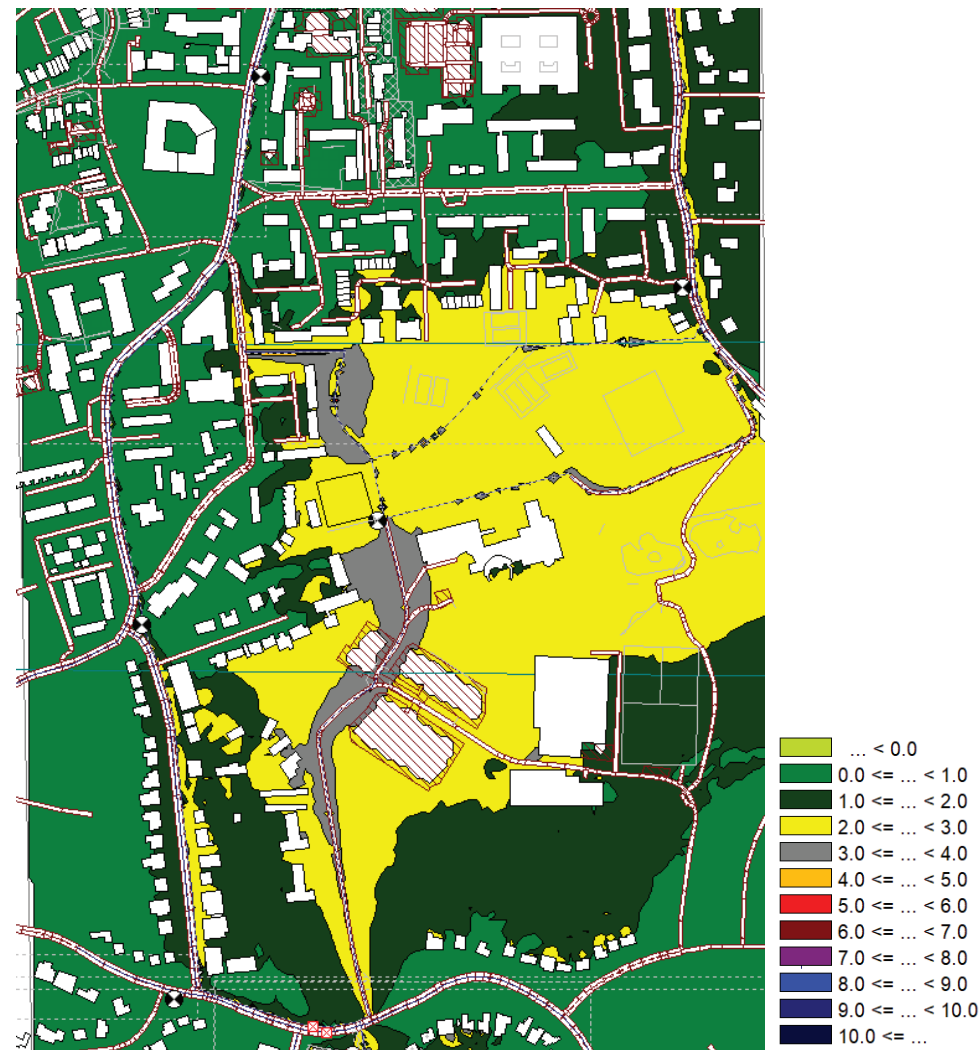 ... < 0.0
0.0 <= ... < 1.0
1.0 <= ... < 2.0
2.0 <= ... < 3.0
3.0 <= ... < 4.0
4.0 <= ... < 5.0
5.0 <= ... < 6.0
6.0 <= ... < 7.0
7.0 <= ... < 8.0
8.0 <= ... < 9.0
9.0 <= ... < 10.0
10.0 <= ...